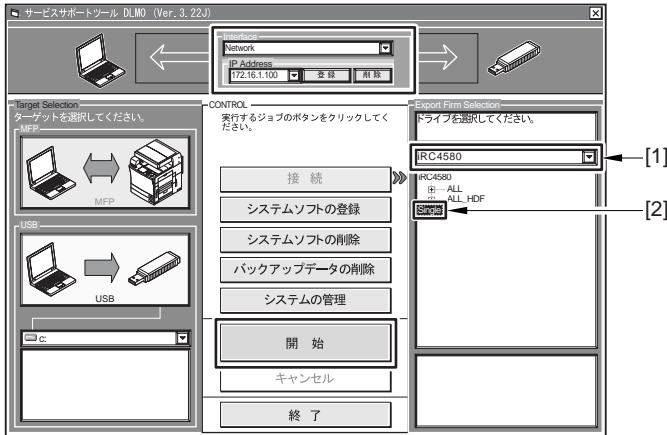 サービスサポートツール DLM0 (Ver.3.22J)
Interface
Network
IP Address
172.16.1.100
登 録
削 除
Target Selection
ターゲットを選択してください。
MFP
MFP
USB
USB
C:
CONTROL
実行するジョブのボタンをクリックしてく
ださい。
接 続
システムソフトの登録
システムソフトの削除
バックアップデータの削除
システムの管理
開 始
キャンセル
終 了
Export Firm Selection
ドライブを選択してください。
iRC4580
iRC4580
ALL
ALL_HDF
Single
[1]
[2]